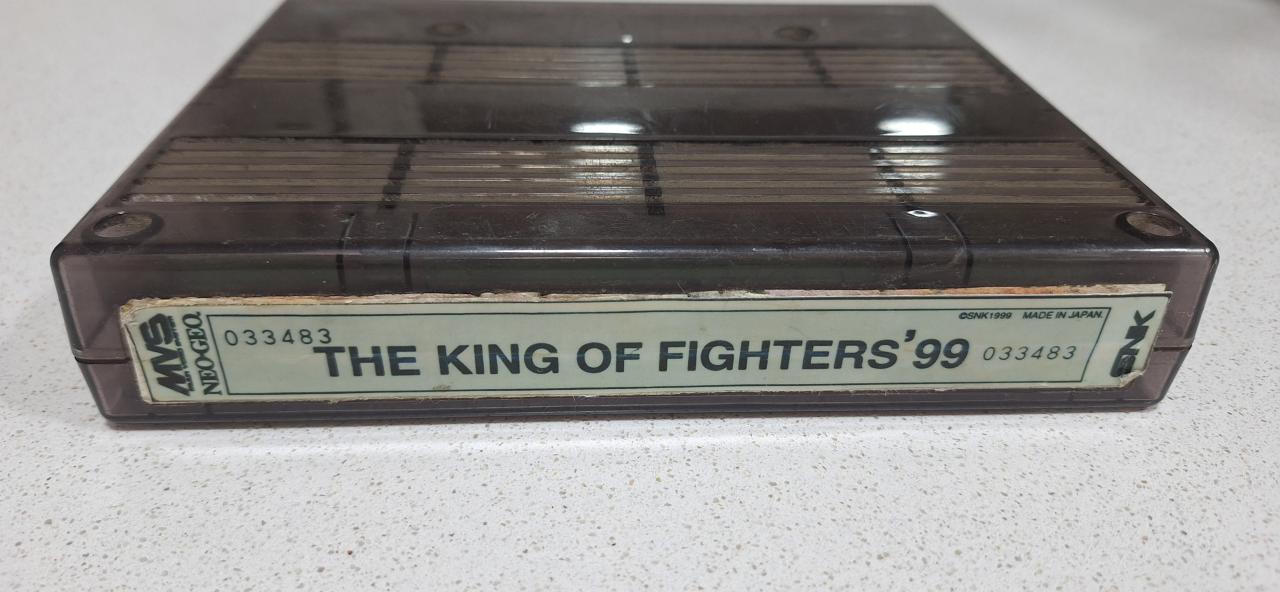 MVS
NEO·GEO
033483
THE KING OF FIGHTERS'99
©SNK1999 MADE IN JAPAN.
033483
SNK